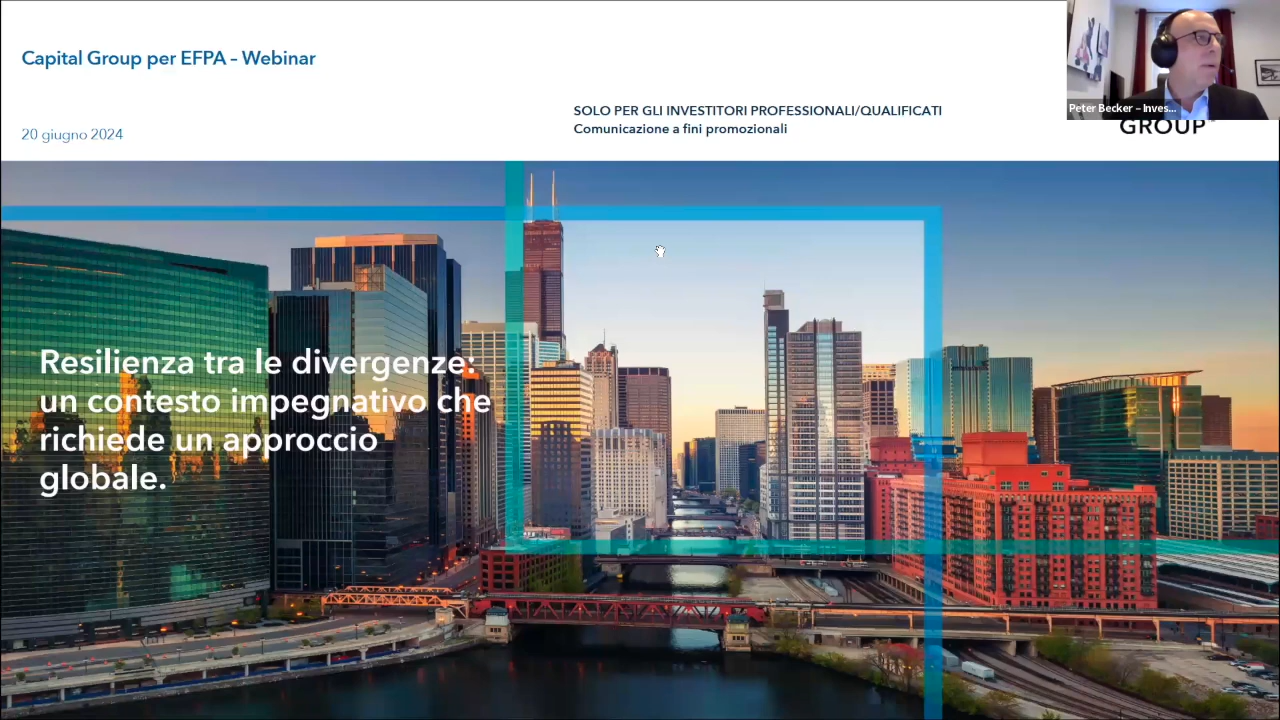 Capital Group per EFPA – Webinar
SOLO PER GLI INVESTITORI PROFESSIONALI/QUALIFICATI
Comunicazione a fini promozionali
20 giugno 2024
Peter Becker – Inves...
GROUP
Resilienza tra le divergenze:
un contesto impegnativo che
richiede un approccio
globale.